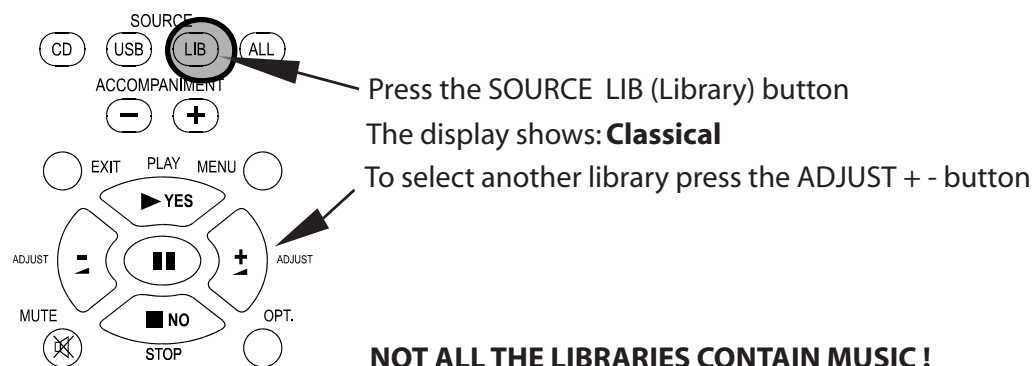 SOURCE
CD USB LIB ALL
Press the SOURCE LIB (Library) button
ACCOMPANIMENT
- +
The display shows: Classical
EXIT PLAY MENU
To select another library press the ADJUST + - button
YES
ADJUST - + ADJUST
MUTE NO OPT.
STOP
NOT ALL THE LIBRARIES CONTAIN MUSIC !